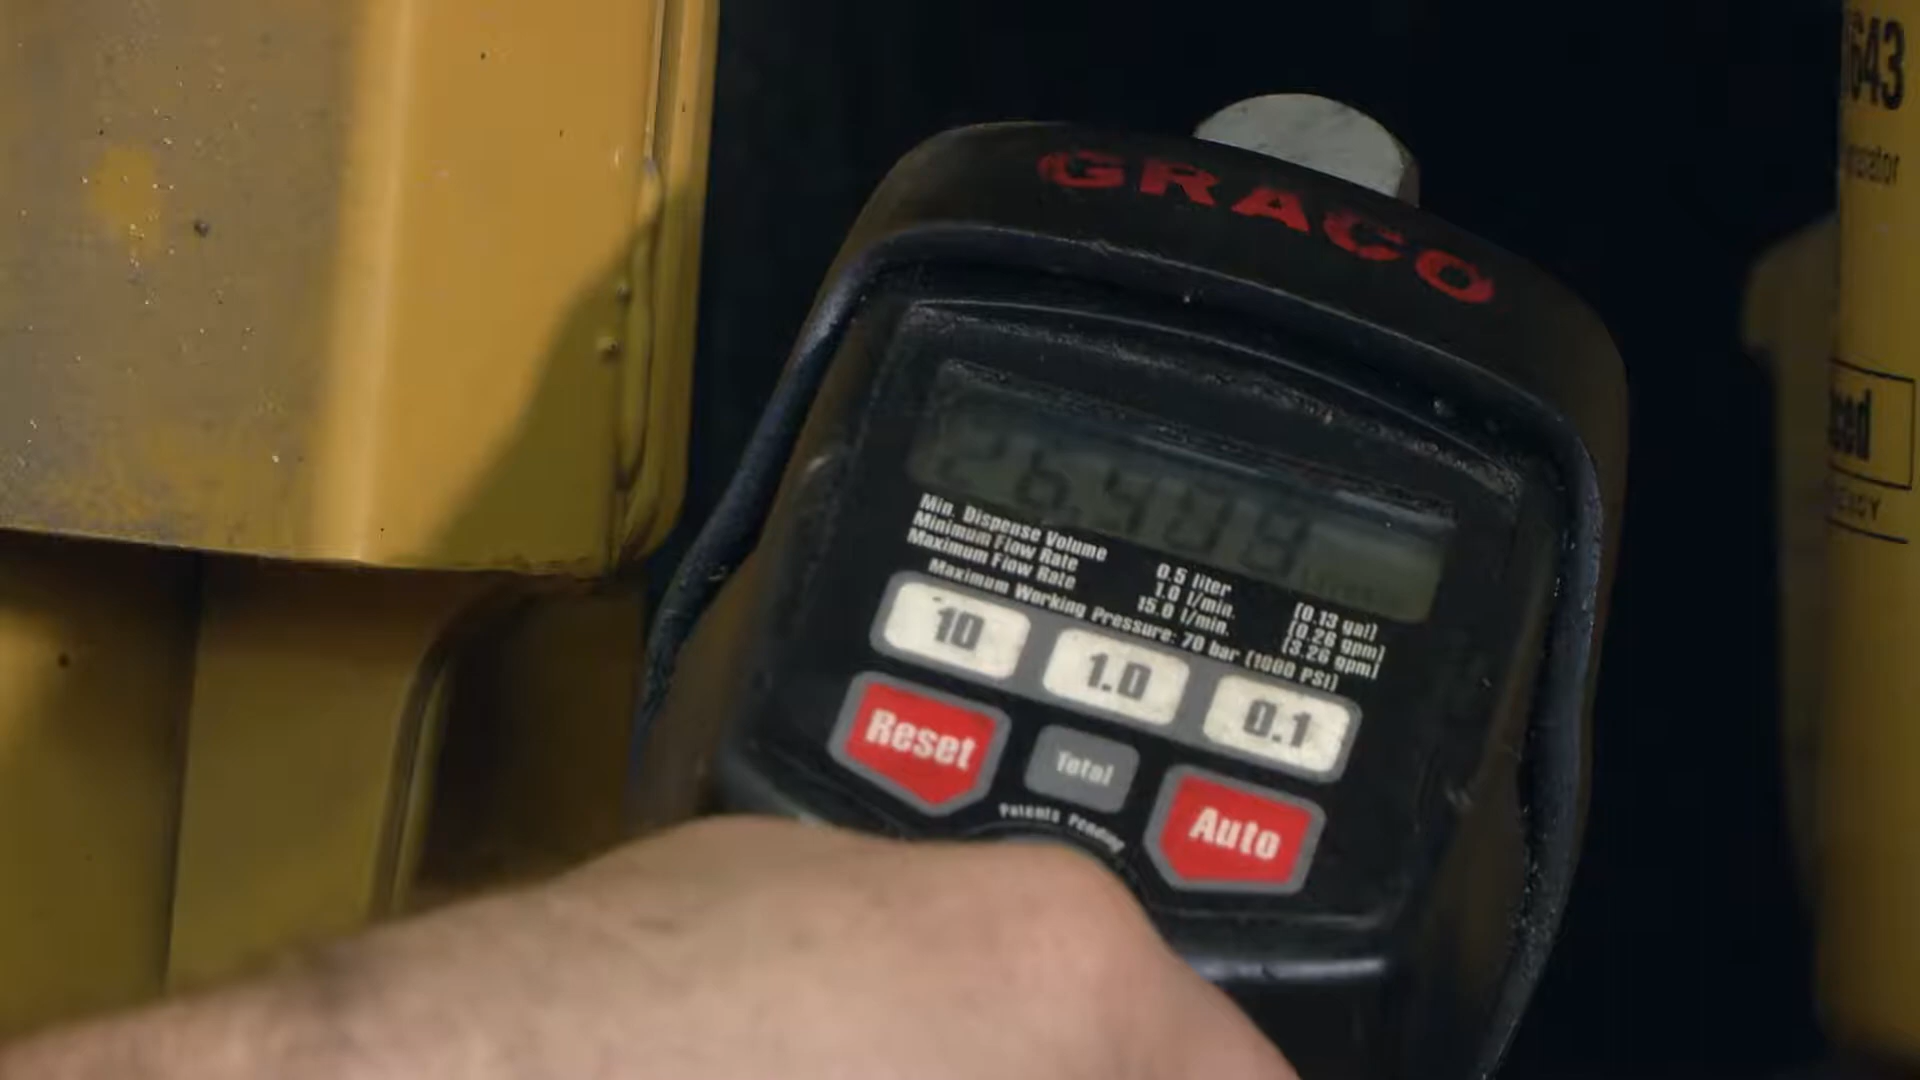 643
GRACO
Min. Dispense Volume 0.5 liter (0.13 gal)
Minimum Flow Rate 1.0 l/min. (0.26 gpm)
Maximum Flow Rate 15.0 l/min. (3.26 gpm)
Maximum Working Pressure: 70 bar (1000 PSI)
10 1.0 0.1
Reset Total Auto
Patents Pending